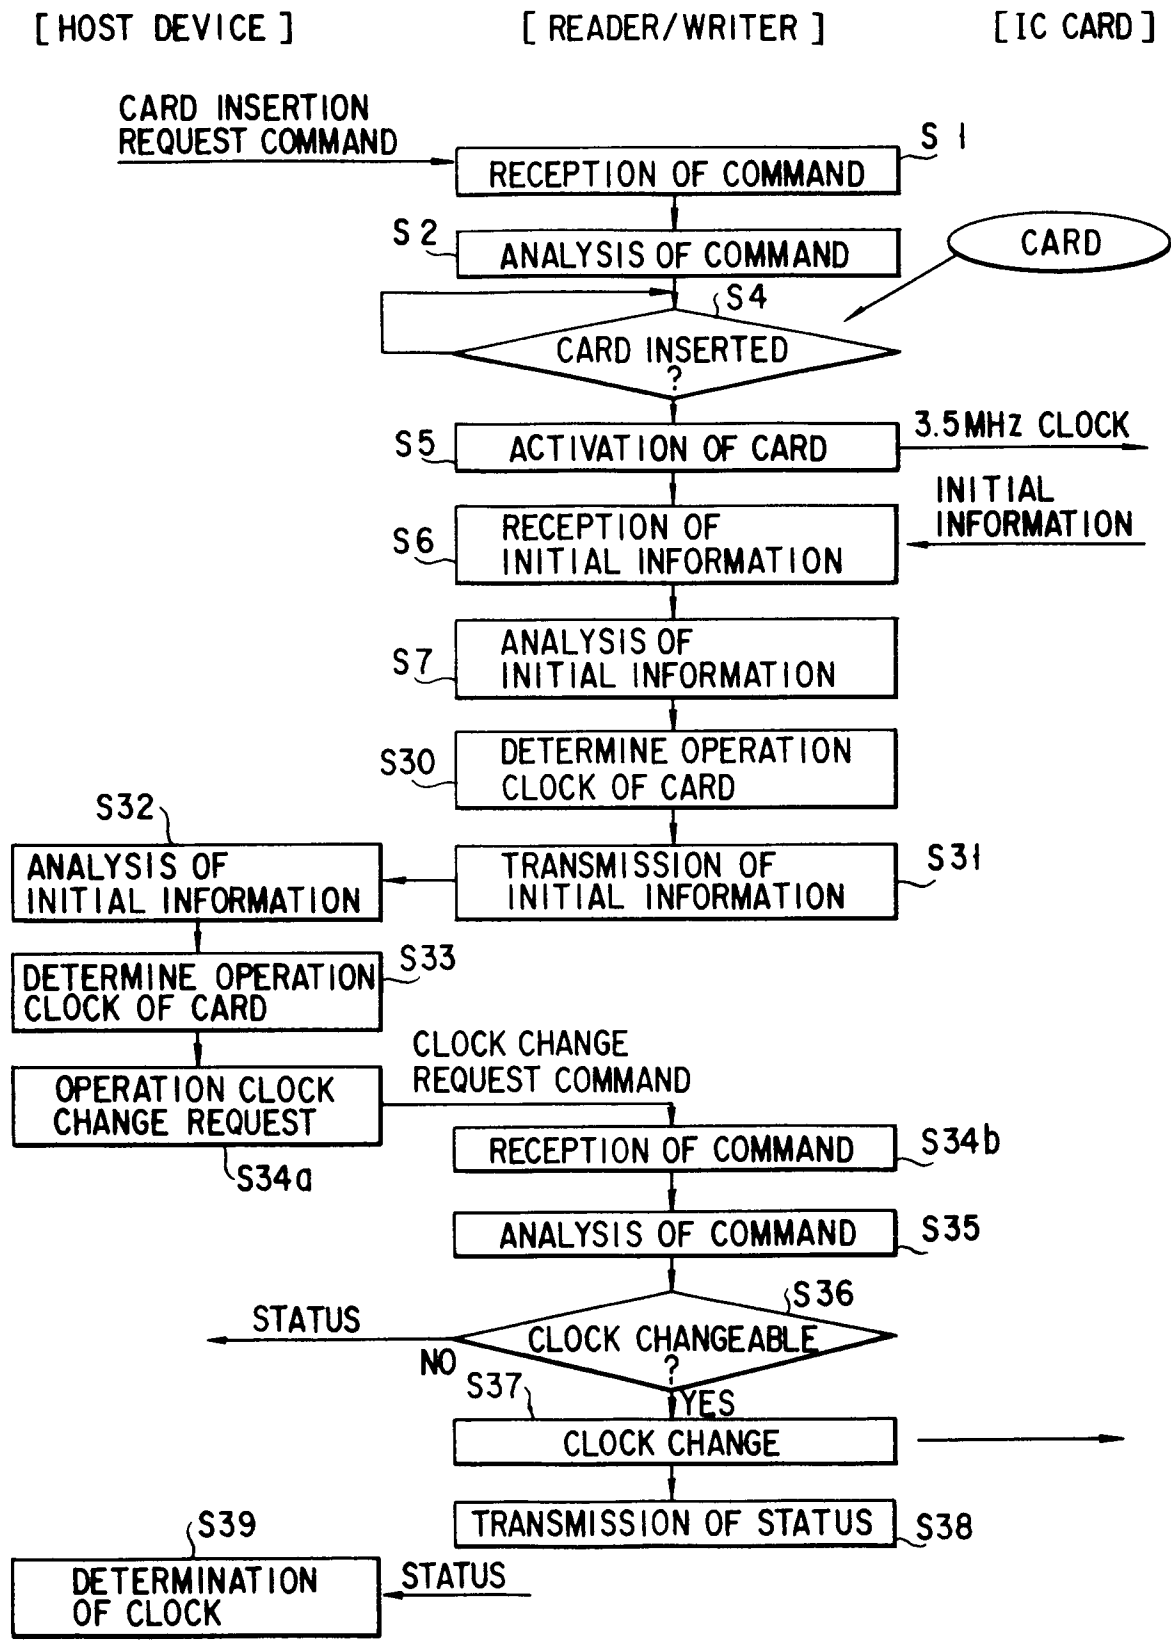 [HOST DEVICE]
[READER/WRITER]
[IC CARD]
CARD INSERTION
REQUEST COMMAND
S1
RECEPTION OF COMMAND
S2
ANALYSIS OF COMMAND
CARD
S4
CARD INSERTED
?
S5
ACTIVATION OF CARD
3.5MHz CLOCK
INITIAL
INFORMATION
S6
RECEPTION OF
INITIAL INFORMATION
S7
ANALYSIS OF
INITIAL INFORMATION
S30
DETERMINE OPERATION
CLOCK OF CARD
S32
ANALYSIS OF
INITIAL INFORMATION
TRANSMISSION OF
INITIAL INFORMATION
S31
S33
DETERMINE OPERATION
CLOCK OF CARD
CLOCK CHANGE
REQUEST COMMAND
OPERATION CLOCK
CHANGE REQUEST
S34a
RECEPTION OF COMMAND
S34b
ANALYSIS OF COMMAND
S35
S36
STATUS
CLOCK CHANGEABLE
?
NO
S37
YES
CLOCK CHANGE
TRANSMISSION OF STATUS
S38
S39
DETERMINATION
OF CLOCK
STATUS